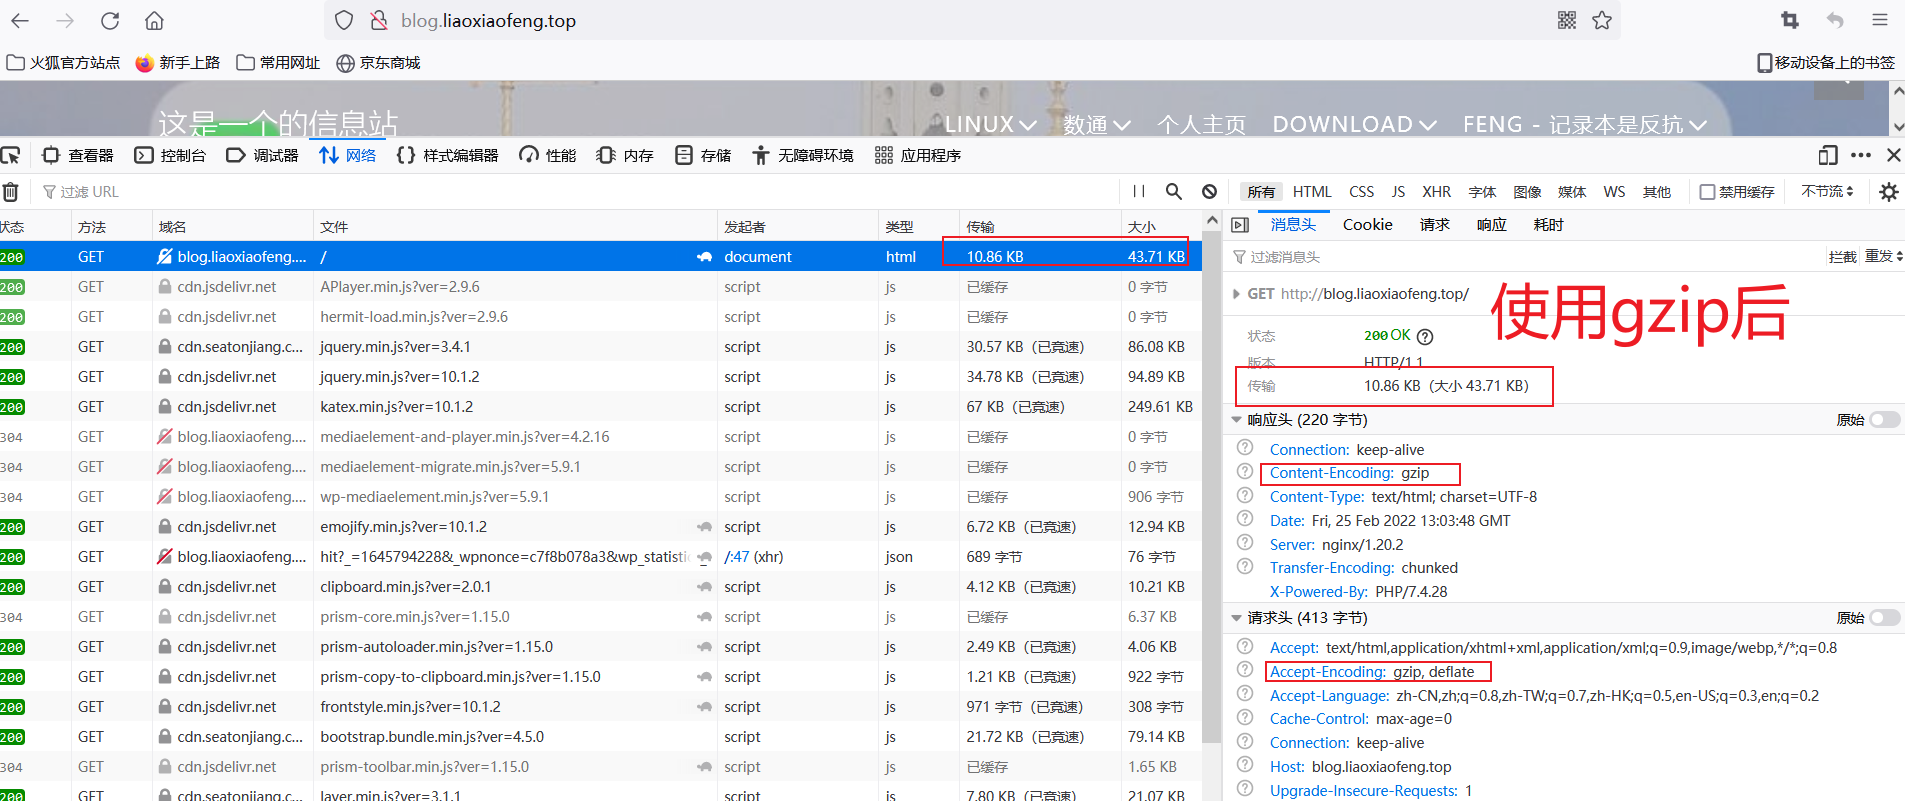 blog.liaoxiaofeng.top
火狐官方站点 新手上路 常用网址 京东商城 移动设备上的书签
这是一个的信息站 LINUX 数通 个人主页 DOWNLOAD FENG - 记录本是反抗
查看器 控制台 调试器 网络 样式编辑器 性能 内存 存储 无障碍环境 应用程序
过滤 URL 所有 HTML CSS JS XHR 字体 图像 媒体 WS 其他 禁用缓存 不节流
状态 方法 域名 文件 发起者 类型 传输 大小
200 GET blog.liaoxiaofeng.... / document html 10.86 KB 43.71 KB
200 GET cdn.jsdelivr.net APlayer.min.js?ver=2.9.6 script js 已缓存 0 字节
200 GET cdn.jsdelivr.net hermit-load.min.js?ver=2.9.6 script js 已缓存 0 字节
200 GET cdn.seatonjiang.c... jquery.min.js?ver=3.4.1 script js 30.57 KB（已竞速） 86.08 KB
200 GET cdn.jsdelivr.net jquery.min.js?ver=10.1.2 script js 34.78 KB（已竞速） 94.89 KB
200 GET cdn.jsdelivr.net katex.min.js?ver=10.1.2 script js 67 KB（已竞速） 249.61 KB
304 GET blog.liaoxiaofeng.... mediaelement-and-player.min.js?ver=4.2.16 script js 已缓存 0 字节
304 GET blog.liaoxiaofeng.... mediaelement-migrate.min.js?ver=5.9.1 script js 已缓存 0 字节
304 GET blog.liaoxiaofeng.... wp-mediaelement.min.js?ver=5.9.1 script js 已缓存 906 字节
200 GET cdn.jsdelivr.net emojify.min.js?ver=10.1.2 script js 6.72 KB（已竞速） 12.94 KB
200 GET blog.liaoxiaofeng.... hit?_=1645794228&_wpnonce=c7f8b078a3&wp_statisti /:47 (xhr) json 689 字节 76 字节
200 GET cdn.jsdelivr.net clipboard.min.js?ver=2.0.1 script js 4.12 KB（已竞速） 10.21 KB
304 GET cdn.jsdelivr.net prism-core.min.js?ver=1.15.0 script js 已缓存 6.37 KB
200 GET cdn.jsdelivr.net prism-autoloader.min.js?ver=1.15.0 script js 2.49 KB（已竞速） 4.06 KB
200 GET cdn.jsdelivr.net prism-copy-to-clipboard.min.js?ver=1.15.0 script js 1.21 KB（已竞速） 922 字节
200 GET cdn.jsdelivr.net frontstyle.min.js?ver=10.1.2 script js 971 字节（已竞速） 308 字节
200 GET cdn.seatonjiang.c... bootstrap.bundle.min.js?ver=4.5.0 script js 21.72 KB（已竞速） 79.14 KB
304 GET cdn.jsdelivr.net prism-toolbar.min.js?ver=1.15.0 script js 已缓存 1.65 KB
200 GET cdn.seatonjiang.c... layer.min.js?ver=3.1.1 script js 7.80 KB（已竞速） 21.07 KB
消息头 Cookie 请求 响应 耗时
过滤消息头 拦截 重发
GET http://blog.liaoxiaofeng.top/
使用gzip后
状态 200 OK
版本 HTTP/1.1
传输 10.86 KB（大小 43.71 KB）
响应头 (220 字节) 原始
Connection: keep-alive
Content-Encoding: gzip
Content-Type: text/html; charset=UTF-8
Date: Fri, 25 Feb 2022 13:03:48 GMT
Server: nginx/1.20.2
Transfer-Encoding: chunked
X-Powered-By: PHP/7.4.28
请求头 (413 字节) 原始
Accept: text/html,application/xhtml+xml,application/xml;q=0.9,image/webp,*/*;q=0.8
Accept-Encoding: gzip, deflate
Accept-Language: zh-CN,zh;q=0.8,zh-TW;q=0.7,zh-HK;q=0.5,en-US;q=0.3,en;q=0.2
Cache-Control: max-age=0
Connection: keep-alive
Host: blog.liaoxiaofeng.top
Upgrade-Insecure-Requests: 1